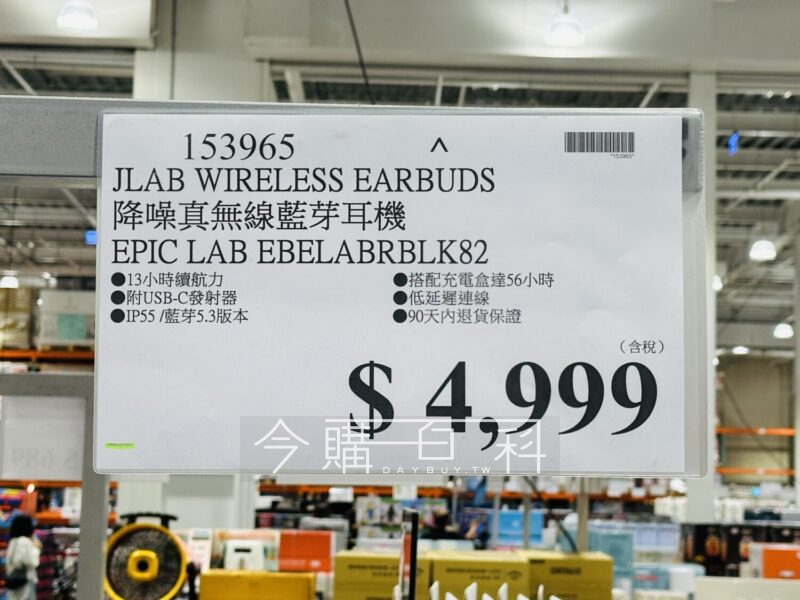 153965
^
*153965*
JLAB WIRELESS EARBUDS
降噪真無線藍芽耳機
EPIC LAB EBELABRBLK82
●13小時續航力
●搭配充電盒達56小時
●附USB-C發射器
●低延遲連線
●IP55 /藍芽5.3版本
●90天內退貨保證
（含稅）
$ 4,999
今購百科
DAYBUY.TW